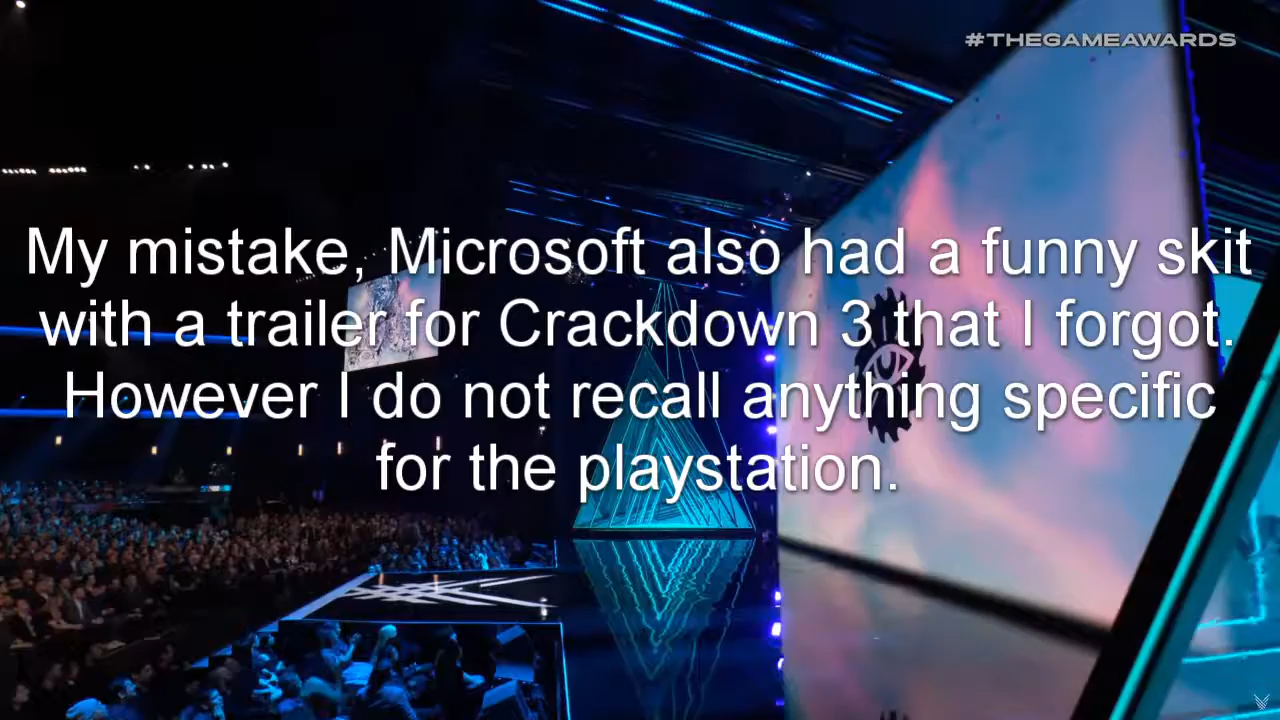 #THEGAMEAWARDS
My mistake, Microsoft also had a funny skit
with a trailer for Crackdown 3 that I forgot.
However I do not recall anything specific
for the playstation.